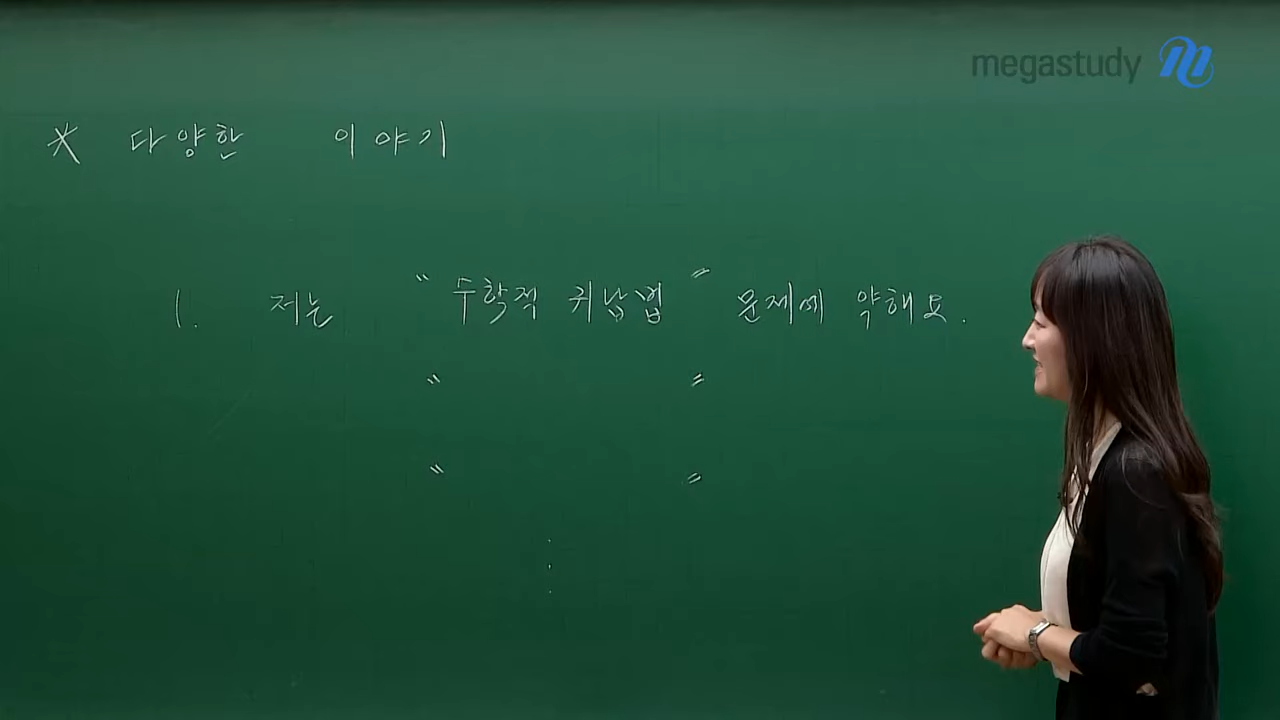 megastudy
* 다양한 이야기
1. 저는 "수학적 귀납법" 문제에 약해요.
" "
" "
⋮